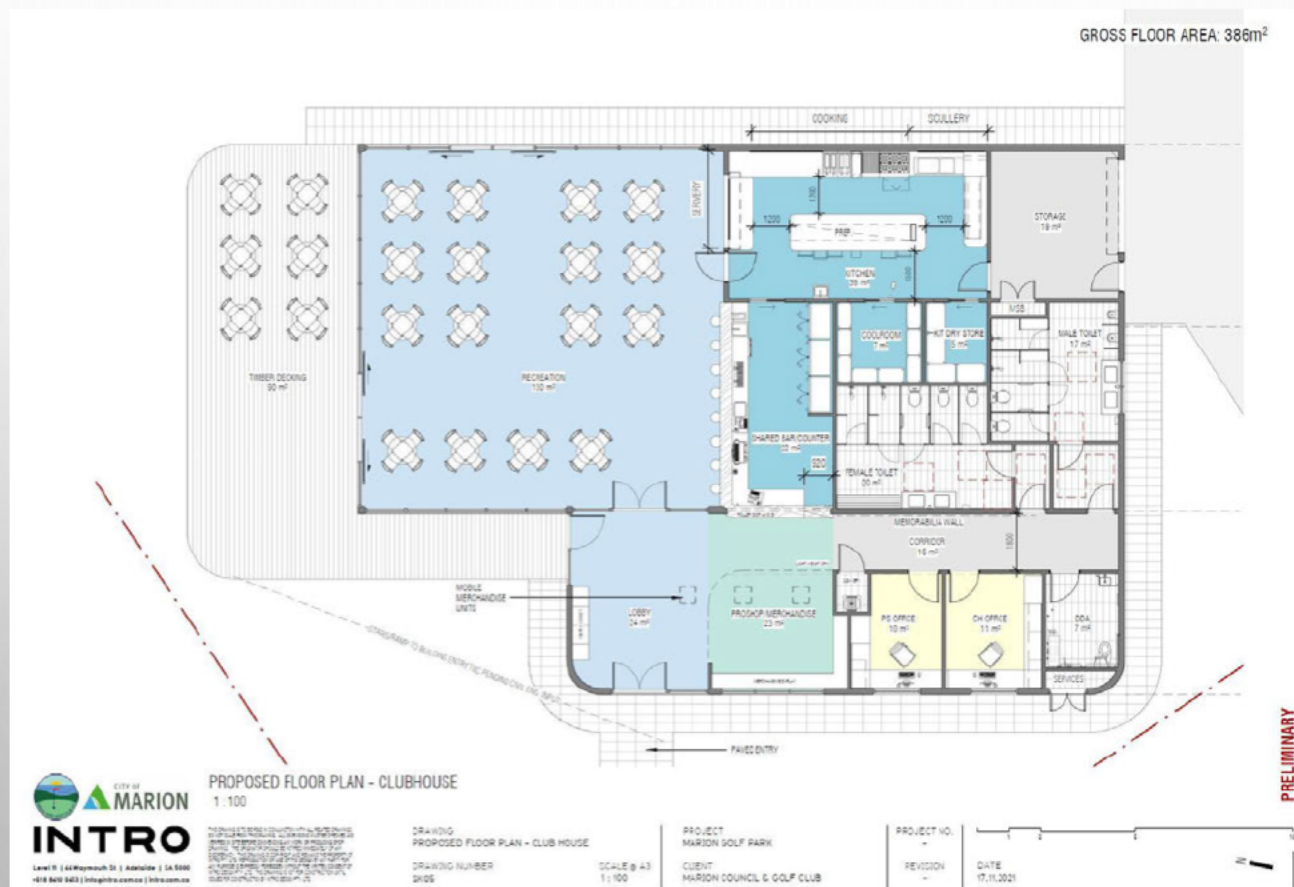 GROSS FLOOR AREA: 386m²
COOKING
SCULLERY
SERVERY
1200
PREP
1200
STORAGE
19 m²
KITCHEN
MSB
COOLROOM
7 m²
KIT DRY STORE
5 m²
MALE TOILET
17 m²
TIMBER DECKING
90 m²
RECREATION
130 m²
SHARED BAR/COUNTER
920
FEMALE TOILET
20 m²
MEMORABILIA WALL
CORRIDOR
16 m²
MOBILE
MERCHANDISE
UNITS
LOBBY
24 m²
PROSHOP/MERCHANDISE
23 m²
PS OFFICE
10 m²
CH OFFICE
11 m²
DDA
7 m²
SERVICES
PAVED ENTRY
PRELIMINARY
CITY OF
MARION
INTRO
PROPOSED FLOOR PLAN - CLUBHOUSE
1:100
DRAWING
PROPOSED FLOOR PLAN - CLUB HOUSE
DRAWING NUMBER
SK05
SCALE @ A3
1:100
PROJECT
MARION GOLF PARK
CLIENT
MARION COUNCIL & GOLF CLUB
PROJECT NO.
-
REVISION
-
DATE
17.11.2021
N